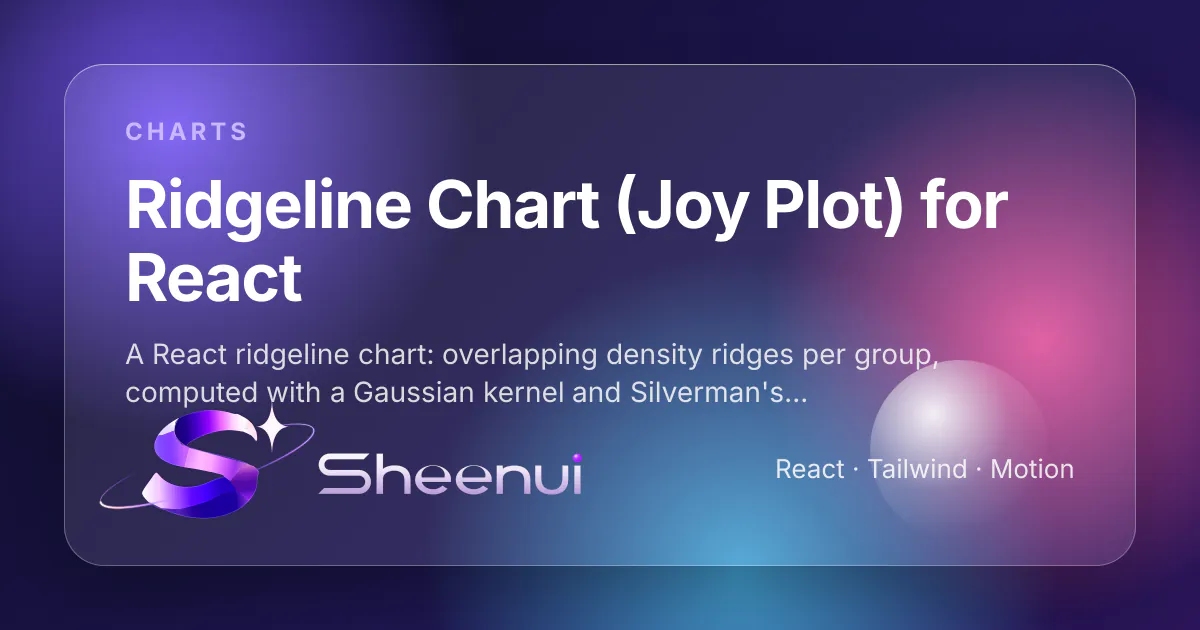 CHARTS
Ridgeline Chart (Joy Plot) for
React
A React ridgeline chart: overlapping density ridges per group,
computed with a Gaussian kernel and Silverman's...
Sheenui
React · Tailwind · Motion